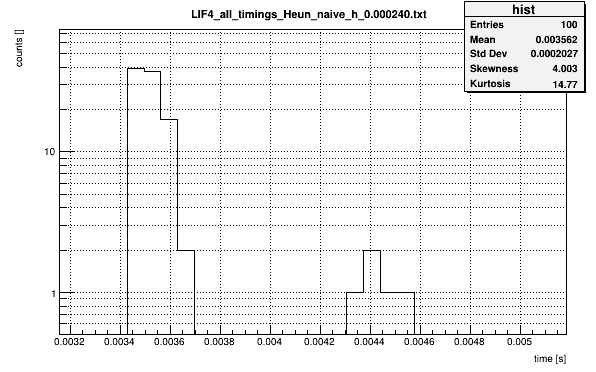 LIF4_all_timings_Heun_naive_h_0.000240.txt
hist
Entries 100
Mean 0.003562
Std Dev 0.0002027
Skewness 4.003
Kurtosis 14.77
counts []
10
1
0.0032 0.0034 0.0036 0.0038 0.004 0.0042 0.0044 0.0046 0.0048 0.005
time [s]